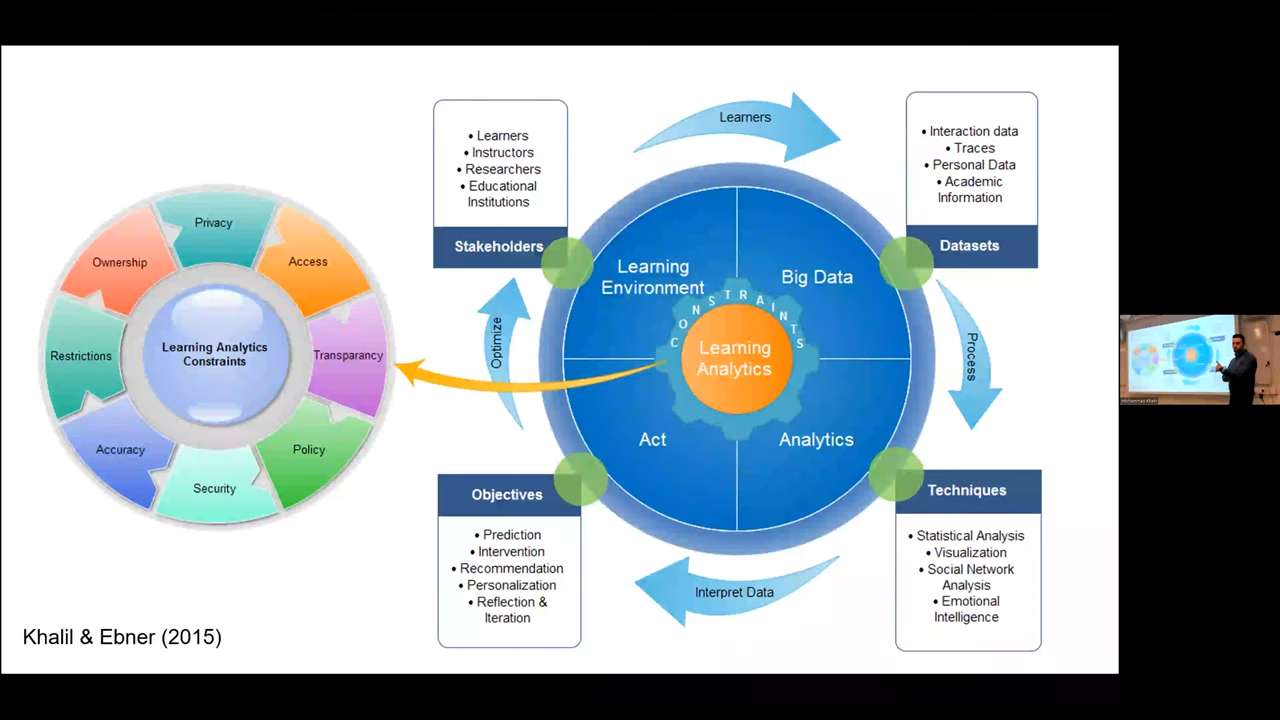 Privacy
Access
Transparancy
Policy
Security
Accuracy
Restrictions
Ownership
Learning Analytics
Constraints
• Learners
• Instructors
• Researchers
• Educational
Institutions
Stakeholders
Learners
• Interaction data
• Traces
• Personal Data
• Academic
Information
Datasets
Process
Techniques
• Statistical Analysis
• Visualization
• Social Network
Analysis
• Emotional
Intelligence
Interpret Data
Objectives
• Prediction
• Intervention
• Recommendation
• Personalization
• Reflection &
Iteration
Optimize
Learning
Environment
Big Data
Act
Analytics
CONSTRAINTS
Learning
Analytics
Khalil & Ebner (2015)
Mohammad Khalil